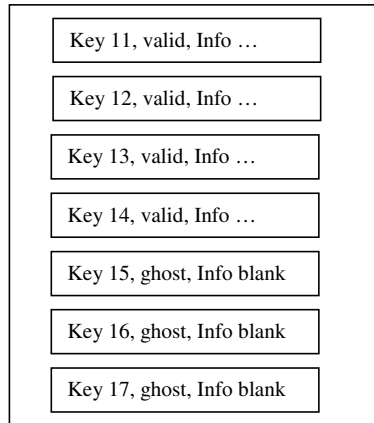 Key 11, valid, Info …
Key 12, valid, Info …
Key 13, valid, Info …
Key 14, valid, Info …
Key 15, ghost, Info blank
Key 16, ghost, Info blank
Key 17, ghost, Info blank